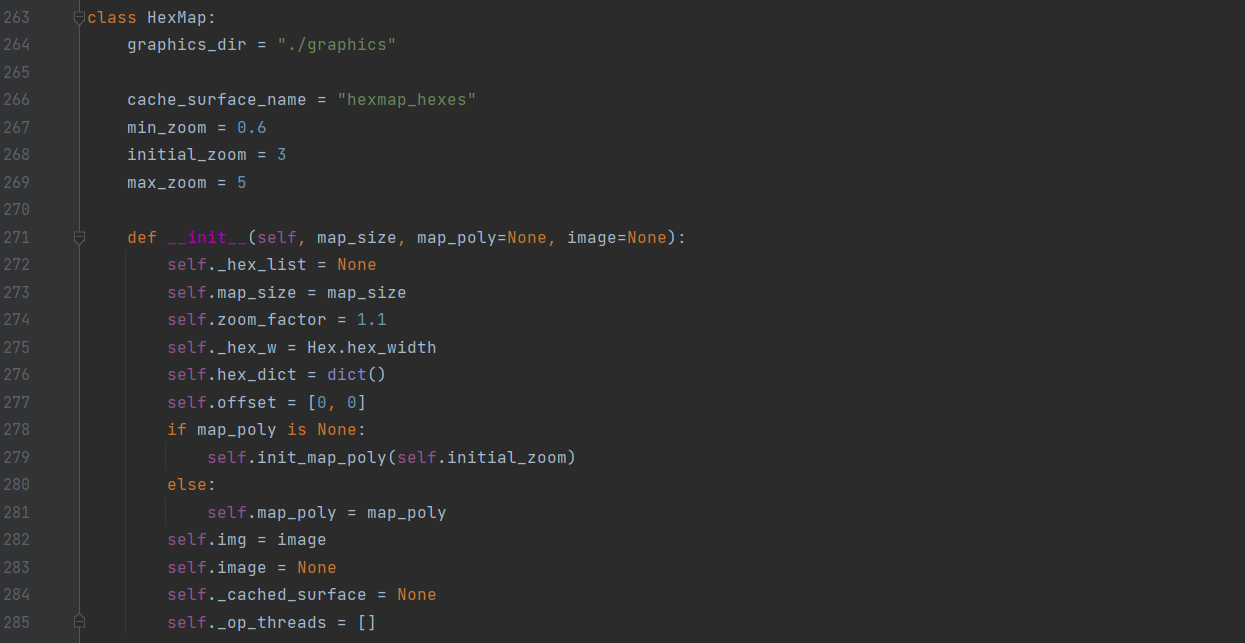 263 class HexMap:
264     graphics_dir = "./graphics"
265
266     cache_surface_name = "hexmap_hexes"
267     min_zoom = 0.6
268     initial_zoom = 3
269     max_zoom = 5
270
271     def __init__(self, map_size, map_poly=None, image=None):
272         self._hex_list = None
273         self.map_size = map_size
274         self.zoom_factor = 1.1
275         self._hex_w = Hex.hex_width
276         self.hex_dict = dict()
277         self.offset = [0, 0]
278         if map_poly is None:
279             self.init_map_poly(self.initial_zoom)
280         else:
281             self.map_poly = map_poly
282         self.img = image
283         self.image = None
284         self._cached_surface = None
285         self._op_threads = []